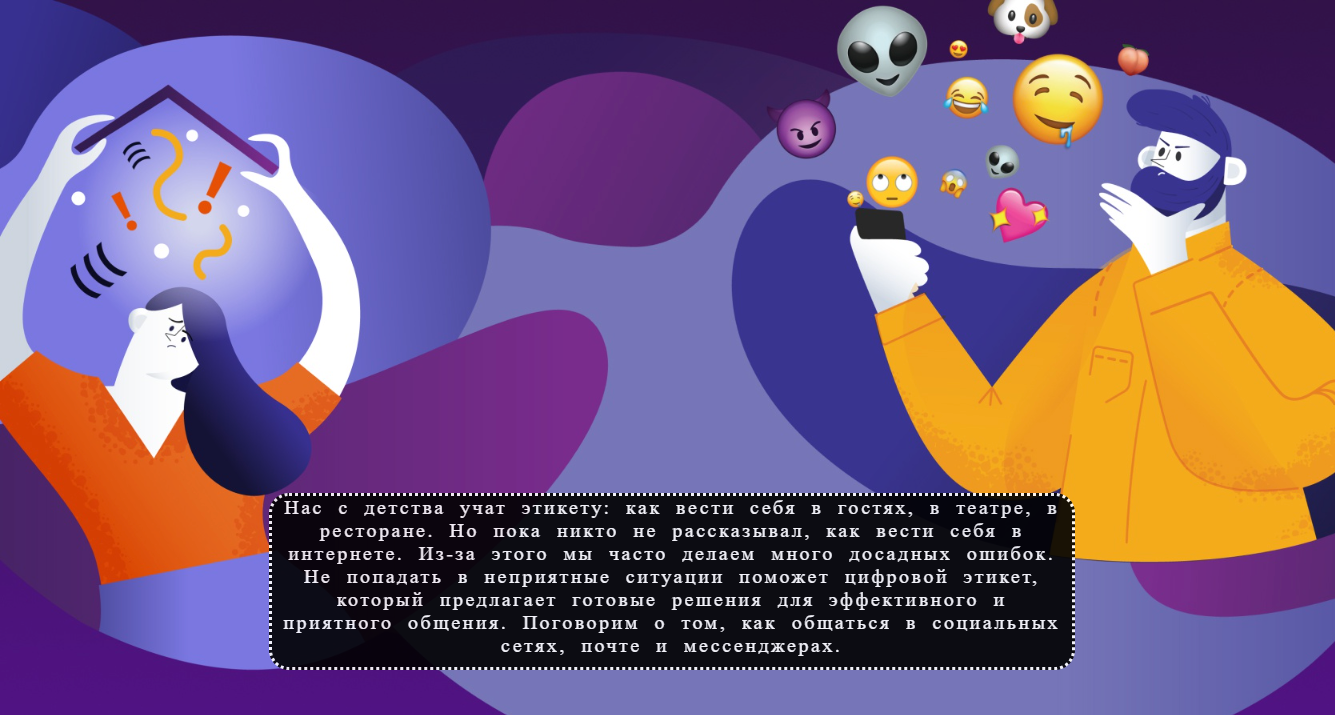 Нас с детства учат этикету: как вести себя в гостях, в театре, в
ресторане. Но пока никто не рассказывал, как вести себя в
интернете. Из-за этого мы часто делаем много досадных ошибок.
Не попадать в неприятные ситуации поможет цифровой этикет,
который предлагает готовые решения для эффективного и
приятного общения. Поговорим о том, как общаться в социальных
сетях, почте и мессенджерах.